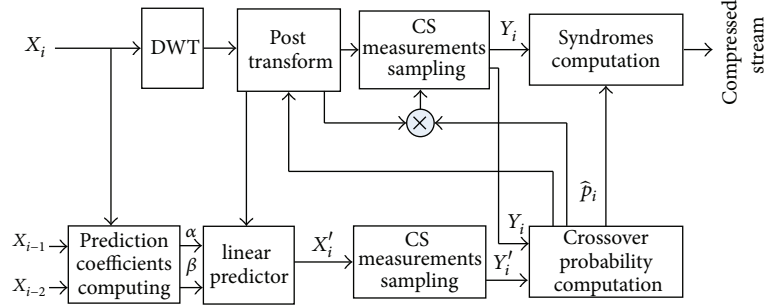 X_i
DWT
Post
transform
CS
measurements
sampling
Y_i
Syndromes
computation
Compressed
stream
×
p̂_i
X_{i−1}
X_{i−2}
Prediction
coefficients
computing
α
β
linear
predictor
X′_i
CS
measurements
sampling
Y_i
Y′_i
Crossover
probability
computation